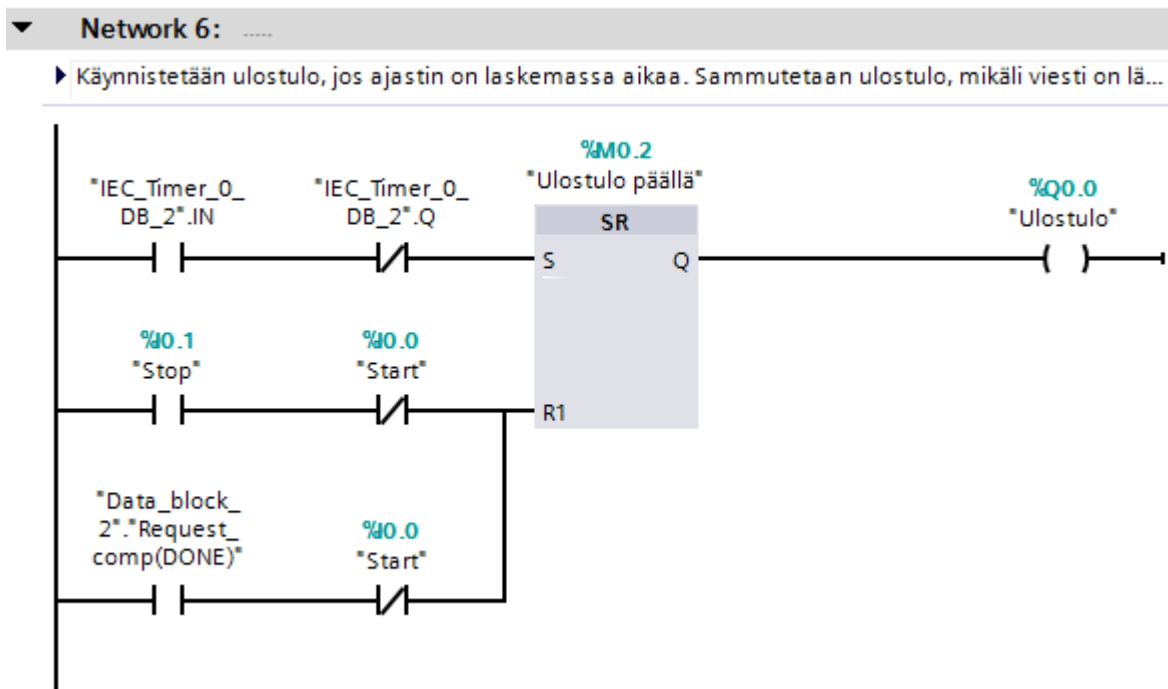 Network 6: .....
Käynnistetään ulostulo, jos ajastin on laskemassa aikaa. Sammutetaan ulostulo, mikäli viesti on lä...
%M0.2
"Ulostulo päällä"
"IEC_Timer_0_
DB_2".IN
"IEC_Timer_0_
DB_2".Q
%Q0.0
"Ulostulo"
SR
S
Q
%I0.1
"Stop"
%I0.0
"Start"
R1
"Data_block_
2"."Request_
comp(DONE)"
%I0.0
"Start"